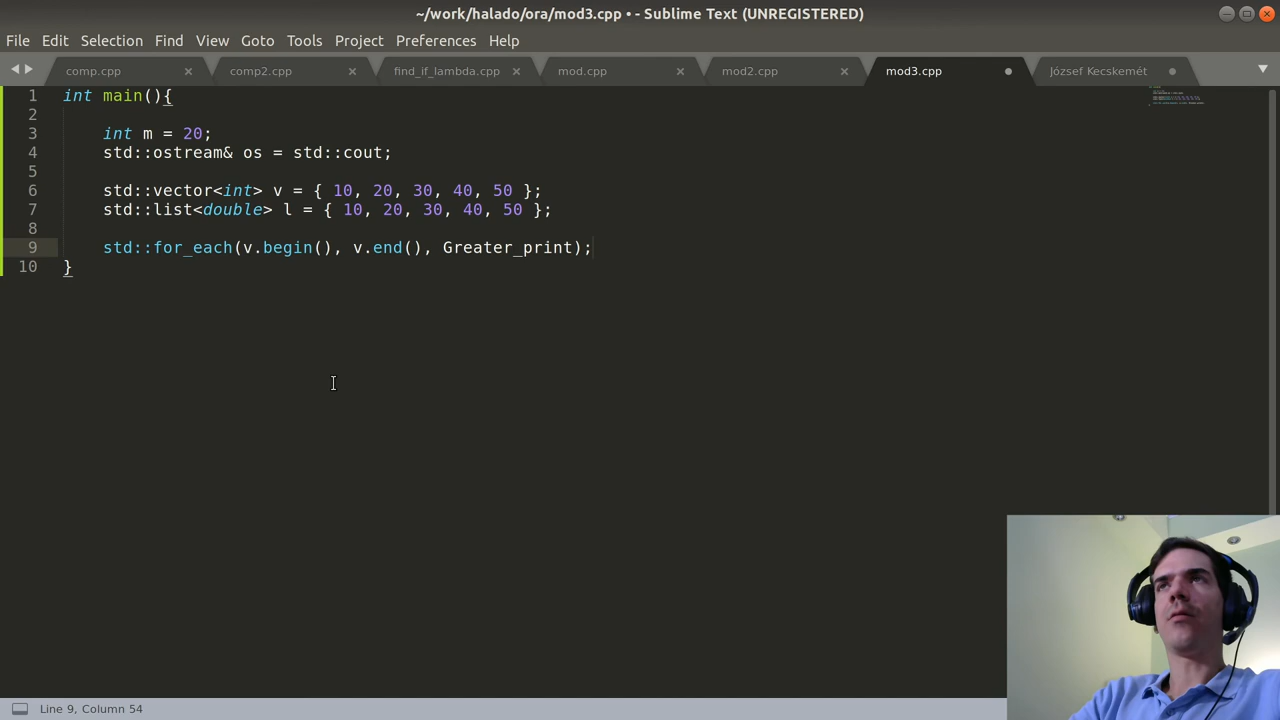 ~/work/halado/ora/mod3.cpp • - Sublime Text (UNREGISTERED)
File Edit Selection Find View Goto Tools Project Preferences Help
comp.cpp comp2.cpp find_if_lambda.cpp mod.cpp mod2.cpp mod3.cpp József Kecskemét
1 int main(){
2
3 int m = 20;
4 std::ostream& os = std::cout;
5
6 std::vector<int> v = { 10, 20, 30, 40, 50 };
7 std::list<double> l = { 10, 20, 30, 40, 50 };
8
9 std::for_each(v.begin(), v.end(), Greater_print);
10 }
Line 9, Column 54